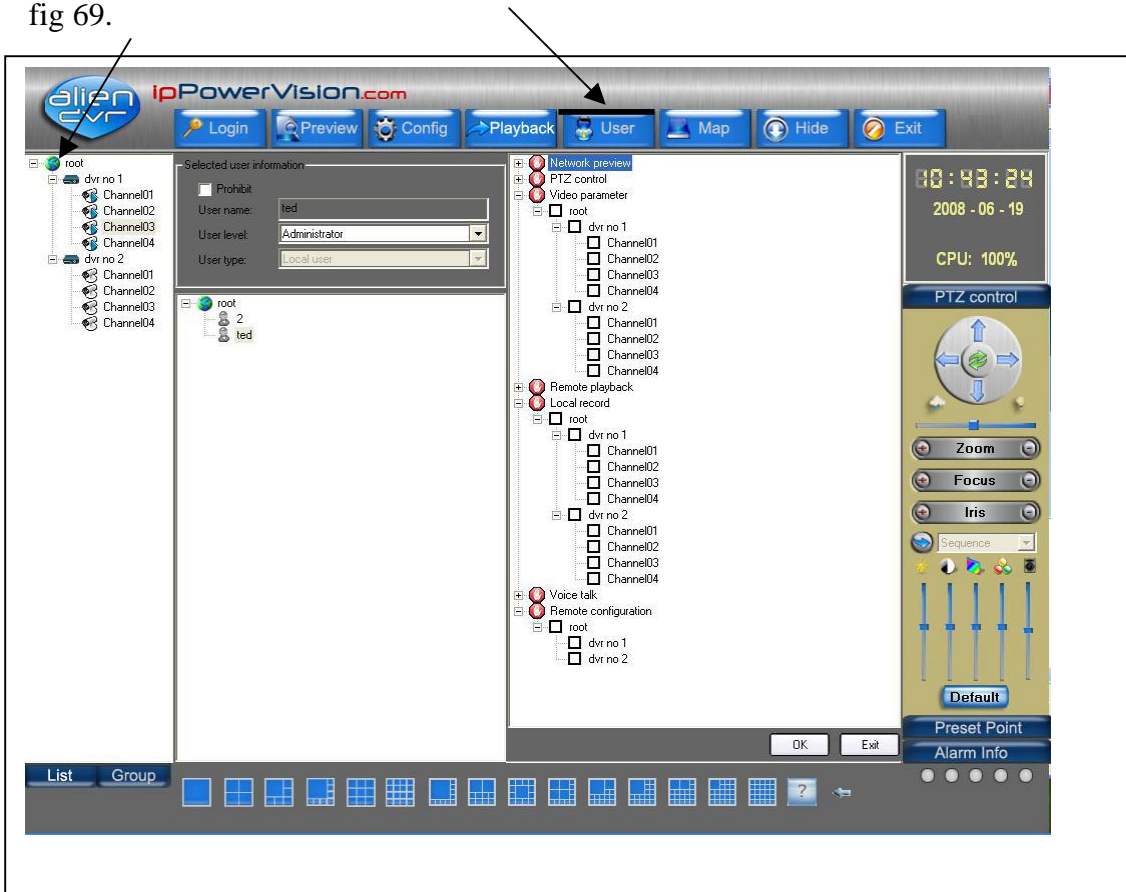 fig 69.
alien dvr
ipPowerVision.com
Login Preview Config Playback User Map Hide Exit
root
dvr no 1
Channel01
Channel02
Channel03
Channel04
dvr no 2
Channel01
Channel02
Channel03
Channel04
Selected user information
Prohibit
User name: ted
User level: Administrator
User type: Local user
root
2
ted
Network preview
PTZ control
Video parameter
root
dvr no 1
Channel01
Channel02
Channel03
Channel04
dvr no 2
Channel01
Channel02
Channel03
Channel04
Remote playback
Local record
root
dvr no 1
Channel01
Channel02
Channel03
Channel04
dvr no 2
Channel01
Channel02
Channel03
Channel04
Voice talk
Remote configuration
root
dvr no 1
dvr no 2
OK Exit
10:43:24
2008 - 06 - 19
CPU: 100%
PTZ control
Zoom
Focus
Iris
Sequence
Default
Preset Point
Alarm Info
List Group
?